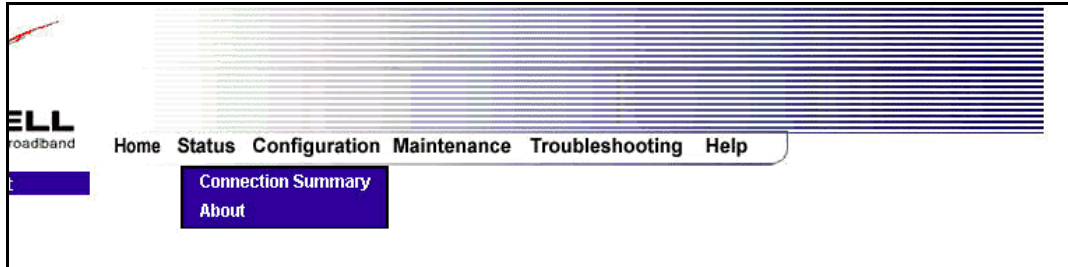 ELL
roadband
Home Status Configuration Maintenance Troubleshooting Help
t
Connection Summary
About